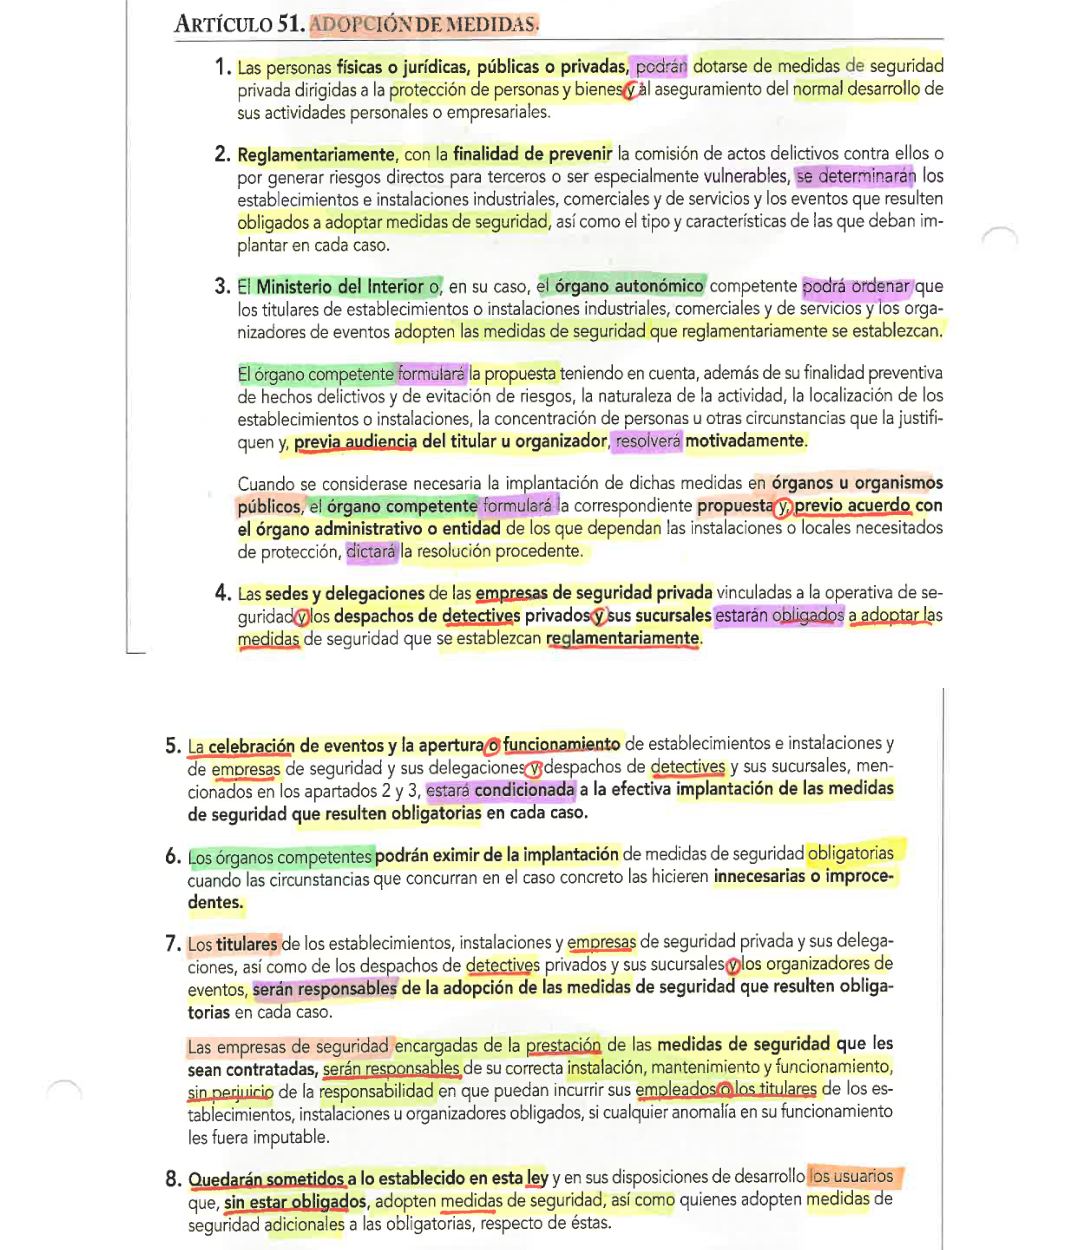 ARTÍCULO 51. ADOPCIÓN DE MEDIDAS.
1. Las personas físicas o jurídicas, públicas o privadas, podrán dotarse de medidas de seguridad
privada dirigidas a la protección de personas y bienes y al aseguramiento del normal desarrollo de
sus actividades personales o empresariales.
2. Reglamentariamente, con la finalidad de prevenir la comisión de actos delictivos contra ellos o
por generar riesgos directos para terceros o ser especialmente vulnerables, se determinarán los
establecimientos e instalaciones industriales, comerciales y de servicios y los eventos que resulten
obligados a adoptar medidas de seguridad, así como el tipo y características de las que deban im-
plantar en cada caso.
3. El Ministerio del Interior o, en su caso, el órgano autonómico competente podrá ordenar que
los titulares de establecimientos o instalaciones industriales, comerciales y de servicios y los orga-
nizadores de eventos adopten las medidas de seguridad que reglamentariamente se establezcan.
El órgano competente formulará la propuesta teniendo en cuenta, además de su finalidad preventiva
de hechos delictivos y de evitación de riesgos, la naturaleza de la actividad, la localización de los
establecimientos o instalaciones, la concentración de personas u otras circunstancias que la justifi-
quen y, previa audiencia del titular u organizador, resolverá motivadamente.
Cuando se considerase necesaria la implantación de dichas medidas en órganos u organismos
públicos, el órgano competente formulará la correspondiente propuesta y, previo acuerdo con
el órgano administrativo o entidad de los que dependan las instalaciones o locales necesitados
de protección, dictará la resolución procedente.
4. Las sedes y delegaciones de las empresas de seguridad privada vinculadas a la operativa de se-
guridad y los despachos de detectives privados y sus sucursales estarán obligados a adoptar las
medidas de seguridad que se establezcan reglamentariamente.
5. La celebración de eventos y la apertura o funcionamiento de establecimientos e instalaciones y
de empresas de seguridad y sus delegaciones y despachos de detectives y sus sucursales, men-
cionados en los apartados 2 y 3, estará condicionada a la efectiva implantación de las medidas
de seguridad que resulten obligatorias en cada caso.
6. Los órganos competentes podrán eximir de la implantación de medidas de seguridad obligatorias
cuando las circunstancias que concurran en el caso concreto las hicieren innecesarias o improce-
dentes.
7. Los titulares de los establecimientos, instalaciones y empresas de seguridad privada y sus delega-
ciones, así como de los despachos de detectives privados y sus sucursales y los organizadores de
eventos, serán responsables de la adopción de las medidas de seguridad que resulten obliga-
torias en cada caso.
Las empresas de seguridad encargadas de la prestación de las medidas de seguridad que les
sean contratadas, serán responsables de su correcta instalación, mantenimiento y funcionamiento,
sin perjuicio de la responsabilidad en que puedan incurrir sus empleados o los titulares de los es-
tablecimientos, instalaciones u organizadores obligados, si cualquier anomalía en su funcionamiento
les fuera imputable.
8. Quedarán sometidos a lo establecido en esta ley y en sus disposiciones de desarrollo los usuarios
que, sin estar obligados, adopten medidas de seguridad, así como quienes adopten medidas de
seguridad adicionales a las obligatorias, respecto de éstas.